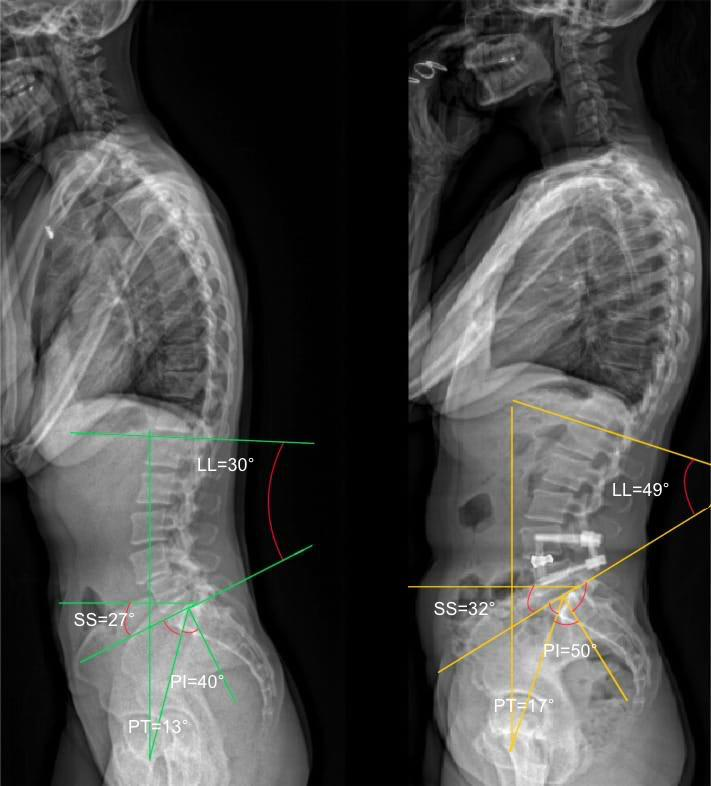 LL=30°
SS=27°
PI=40°
PT=13°
LL=49°
SS=32°
PI=50°
PT=17°